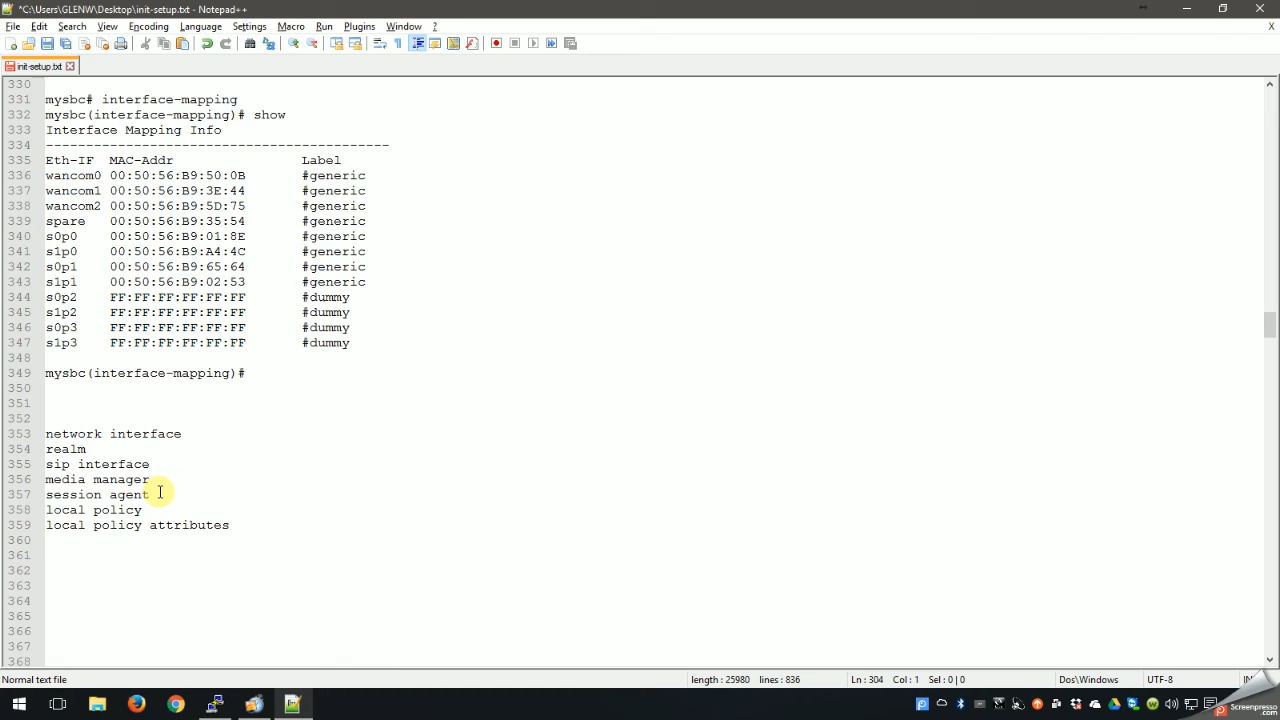 *C:\Users\GLENW\Desktop\init-setup.txt - Notepad++
File Edit Search View Encoding Language Settings Macro Run Plugins Window ? X
init-setup.txt
330
331 mysbc# interface-mapping
332 mysbc(interface-mapping)# show
333 Interface Mapping Info
334 -------------------------------------------
335 Eth-IF MAC-Addr Label
336 wancom0 00:50:56:B9:50:0B #generic
337 wancom1 00:50:56:B9:3E:44 #generic
338 wancom2 00:50:56:B9:5D:75 #generic
339 spare 00:50:56:B9:35:54 #generic
340 s0p0 00:50:56:B9:01:8E #generic
341 s1p0 00:50:56:B9:A4:4C #generic
342 s0p1 00:50:56:B9:65:64 #generic
343 s1p1 00:50:56:B9:02:53 #generic
344 s0p2 FF:FF:FF:FF:FF:FF #dummy
345 s1p2 FF:FF:FF:FF:FF:FF #dummy
346 s0p3 FF:FF:FF:FF:FF:FF #dummy
347 s1p3 FF:FF:FF:FF:FF:FF #dummy
348
349 mysbc(interface-mapping)#
350
351
352
353 network interface
354 realm
355 sip interface
356 media manager
357 session agent
358 local policy
359 local policy attributes
360
361
362
363
364
365
366
367
368
Normal text file length : 25980 lines : 836 Ln : 304 Col : 1 Sel : 0 | 0 Dos\Windows UTF-8
Screenpresso
.com